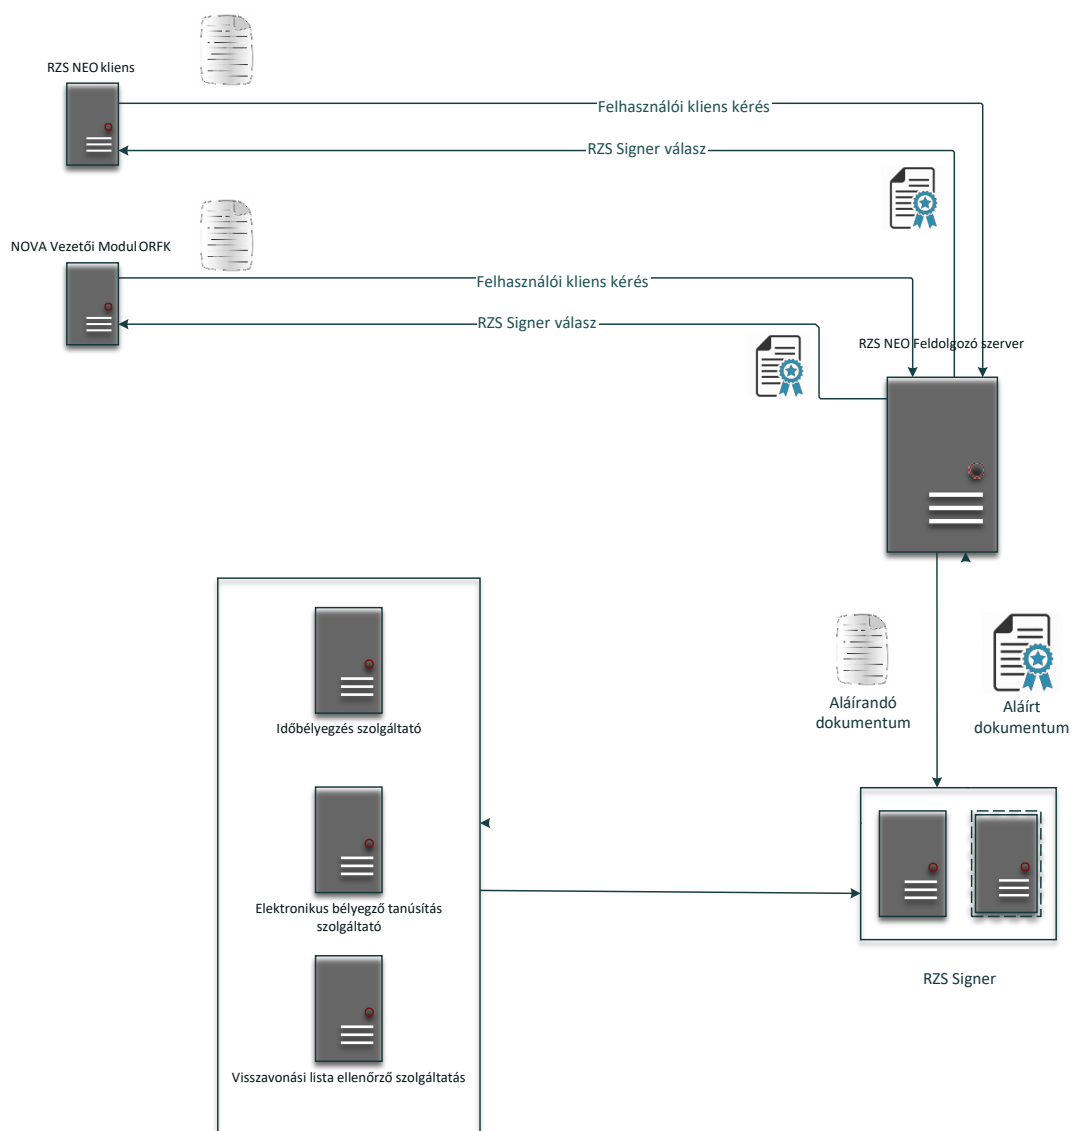 RZS NEO kliens
Felhasználói kliens kérés
RZS Signer válasz
NOVA Vezetői Modul ORFK
Felhasználói kliens kérés
RZS Signer válasz
RZS NEO Feldolgozó szerver
Aláírandó
dokumentum
Aláírt
dokumentum
Időbélyegzés szolgáltató
Elektronikus bélyegző tanúsítás
szolgáltató
RZS Signer
Visszavonási lista ellenőrző szolgáltatás